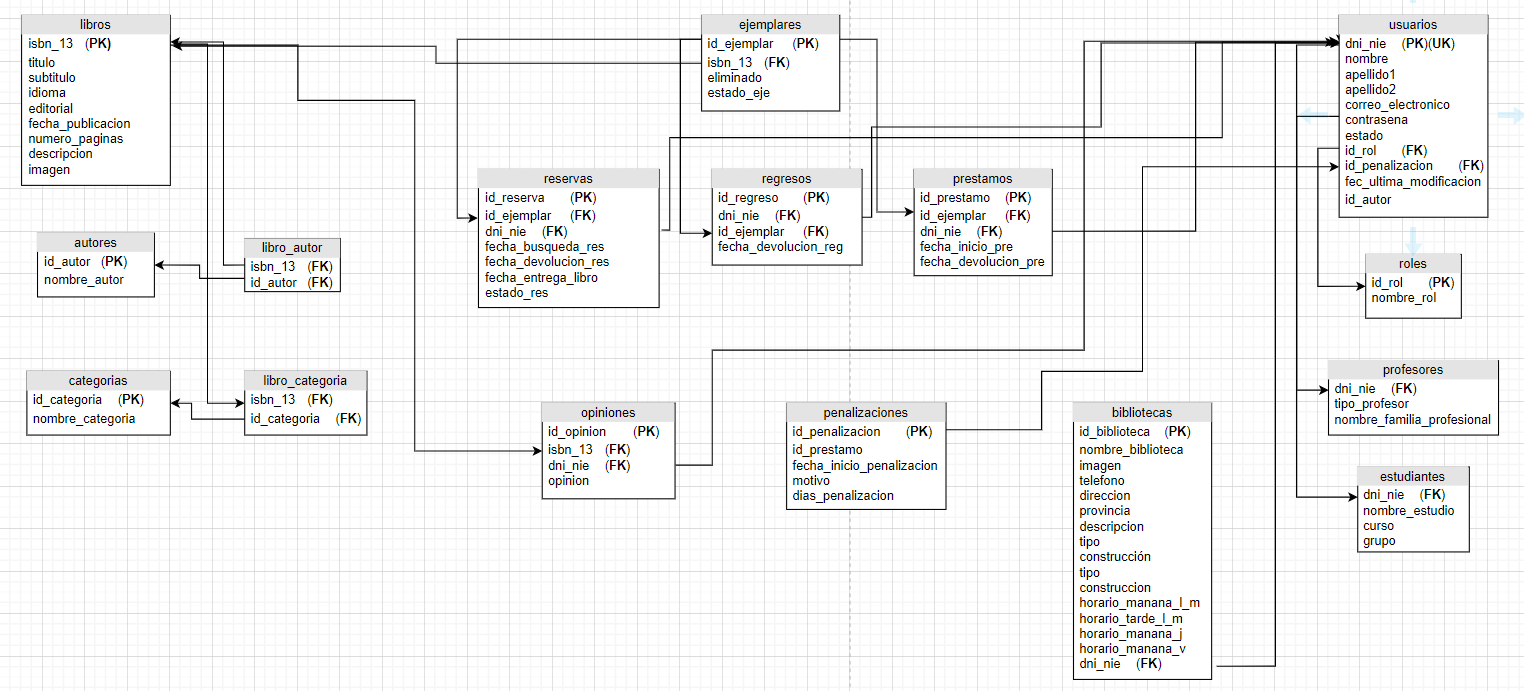 libros
isbn_13 (PK)
titulo
subtitulo
idioma
editorial
fecha_publicacion
numero_paginas
descripcion
imagen
ejemplares
id_ejemplar (PK)
isbn_13 (FK)
eliminado
estado_eje
usuarios
dni_nie (PK)(UK)
nombre
apellido1
apellido2
correo_electronico
contrasena
estado
id_rol (FK)
id_penalizacion (FK)
fec_ultima_modificacion
id_autor
reservas
id_reserva (PK)
id_ejemplar (FK)
dni_nie (FK)
fecha_busqueda_res
fecha_devolucion_res
fecha_entrega_libro
estado_res
regresos
id_regreso (PK)
dni_nie (FK)
id_ejemplar (FK)
fecha_devolucion_reg
prestamos
id_prestamo (PK)
id_ejemplar (FK)
dni_nie (FK)
fecha_inicio_pre
fecha_devolucion_pre
autores
id_autor (PK)
nombre_autor
libro_autor
isbn_13 (FK)
id_autor (FK)
roles
id_rol (PK)
nombre_rol
categorias
id_categoria (PK)
nombre_categoria
libro_categoria
isbn_13 (FK)
id_categoria (FK)
profesores
dni_nie (FK)
tipo_profesor
nombre_familia_profesional
opiniones
id_opinion (PK)
isbn_13 (FK)
dni_nie (FK)
opinion
penalizaciones
id_penalizacion (PK)
id_prestamo
fecha_inicio_penalizacion
motivo
dias_penalizacion
bibliotecas
id_biblioteca (PK)
nombre_biblioteca
imagen
telefono
direccion
provincia
descripcion
tipo
construcción
tipo
construccion
horario_manana_l_m
horario_tarde_l_m
horario_manana_j
horario_manana_v
dni_nie (FK)
estudiantes
dni_nie (FK)
nombre_estudio
curso
grupo